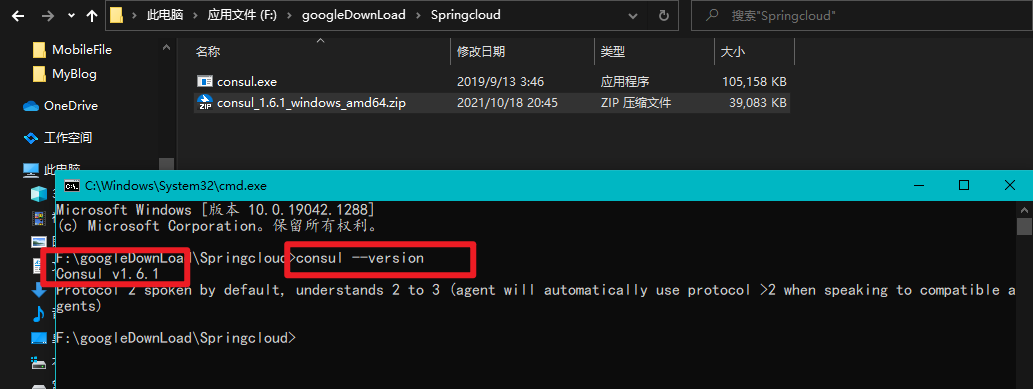 此电脑 > 应用文件 (F:) > googleDownLoad > Springcloud
搜索"Springcloud"
MobileFile
MyBlog
OneDrive
工作空间
此电脑
名称 修改日期 类型 大小
consul.exe 2019/9/13 3:46 应用程序 105,158 KB
consul_1.6.1_windows_amd64.zip 2021/10/18 20:45 ZIP 压缩文件 39,083 KB
C:\Windows\System32\cmd.exe
Microsoft Windows [版本 10.0.19042.1288]
(c) Microsoft Corporation。保留所有权利。
F:\googleDownLoad\Springcloud>consul --version
Consul v1.6.1
Protocol 2 spoken by default, understands 2 to 3 (agent will automatically use protocol >2 when speaking to compatible a
gents)
F:\googleDownLoad\Springcloud>